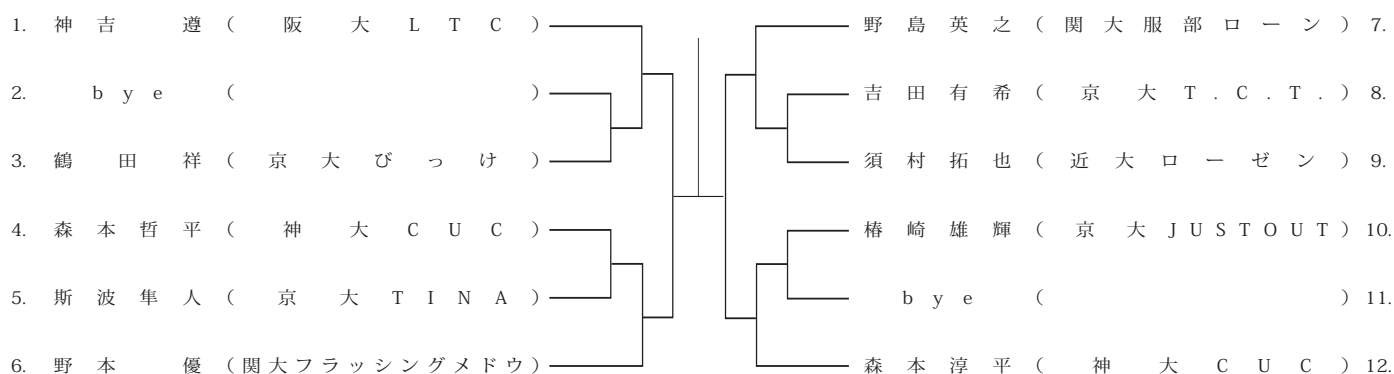 1. 神吉 遵（阪大LTC）
2. bye（ ）
3. 鶴田 祥（京大びっけ）
4. 森本哲平（神大CUC）
5. 斯波隼人（京大TINA）
6. 野本 優（関大フラッシングメドウ）
野島英之（関大服部ローン）7.
吉田有希（京大T.C.T.）8.
須村拓也（近大ローゼン）9.
椿崎雄輝（京大JUSTOUT）10.
bye（ ）11.
森本淳平（神大CUC）12.